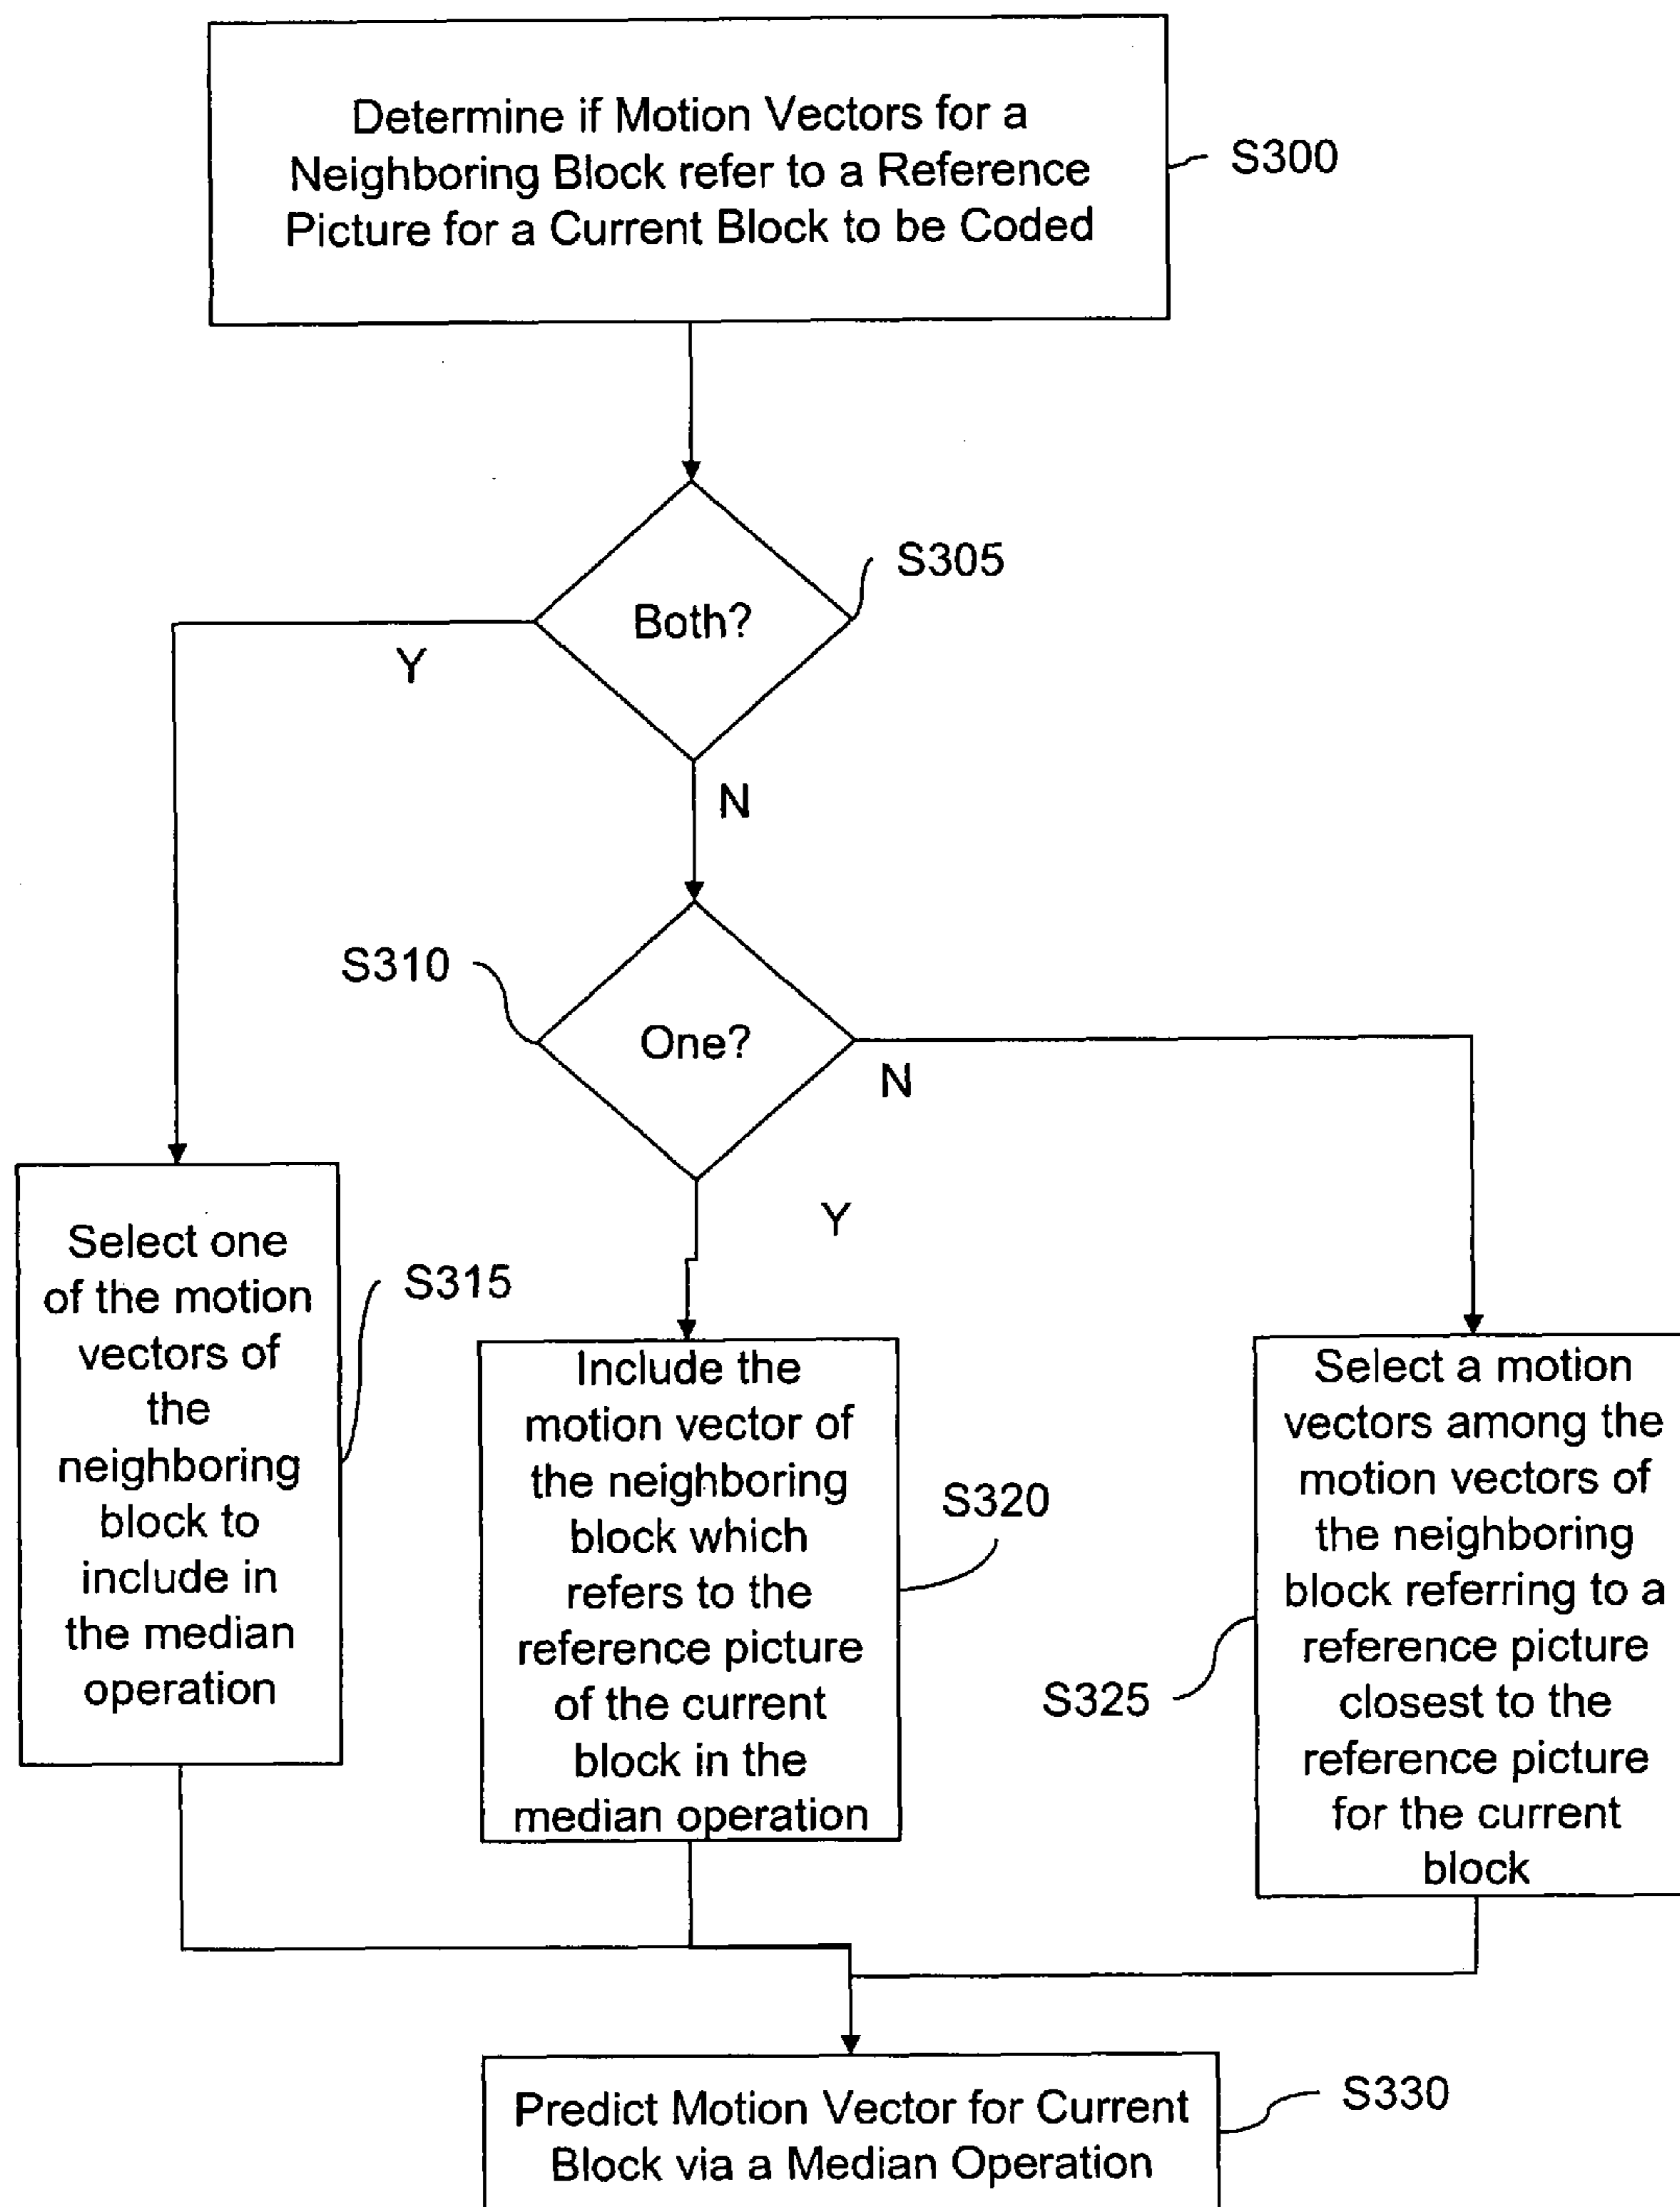 Determine if Motion Vectors for a
Neighboring Block refer to a Reference
Picture for a Current Block to be Coded
S300
S305
Both?
Y
N
S310
One?
N
Y
Select one
of the motion
vectors of
the
neighboring
block to
include in
the median
operation
S315
Include the
motion vector of
the neighboring
block which
refers to the
reference picture
of the current
block in the
median operation
S320
Select a motion
vectors among the
motion vectors of
the neighboring
block referring to a
reference picture
closest to the
reference picture
for the current
block
S325
Predict Motion Vector for Current
Block via a Median Operation
S330